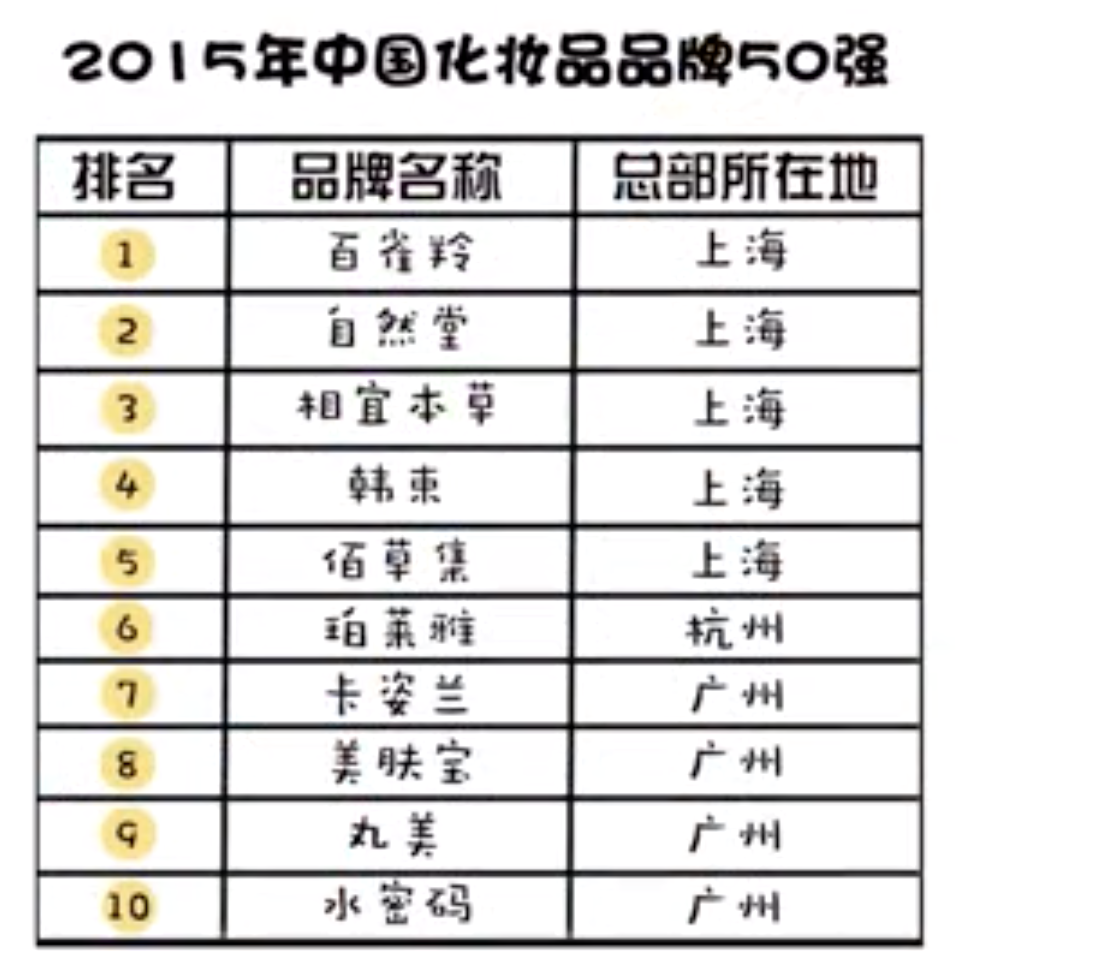 2015年中国化妆品品牌50强
排名 品牌名称 总部所在地
1 百雀羚 上海
2 自然堂 上海
3 相宜本草 上海
4 韩束 上海
5 佰草集 上海
6 珀莱雅 杭州
7 卡姿兰 广州
8 美肤宝 广州
9 丸美 广州
10 水密码 广州